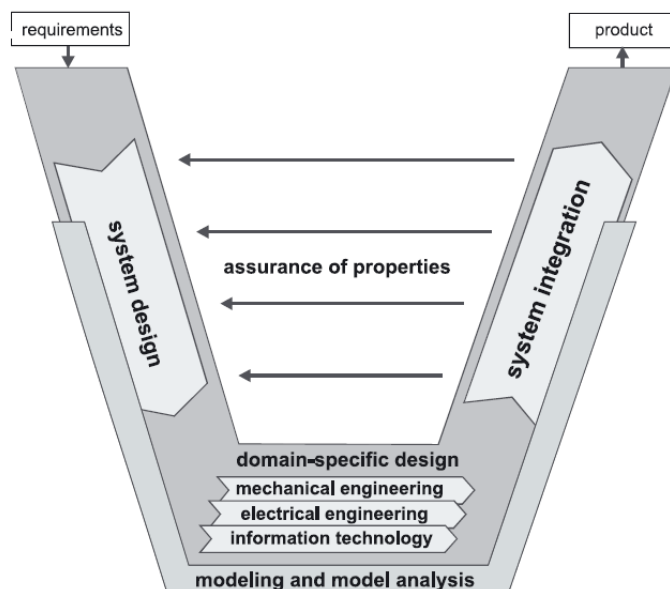 requirements
product
system design
system integration
assurance of properties
domain-specific design
mechanical engineering
electrical engineering
information technology
modeling and model analysis